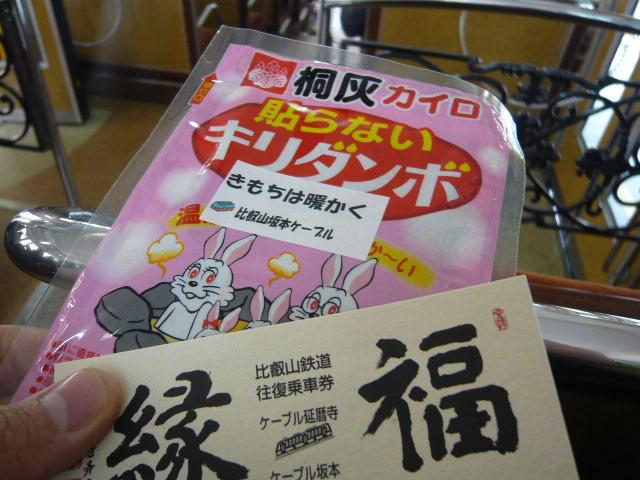 桐灰カイロ
貼らない
キリダンボ
きもちは暖かく
比叡山坂本ケーブル
福
比叡山鉄道
往復乗車券
ケーブル延暦寺
ケーブル坂本
縁